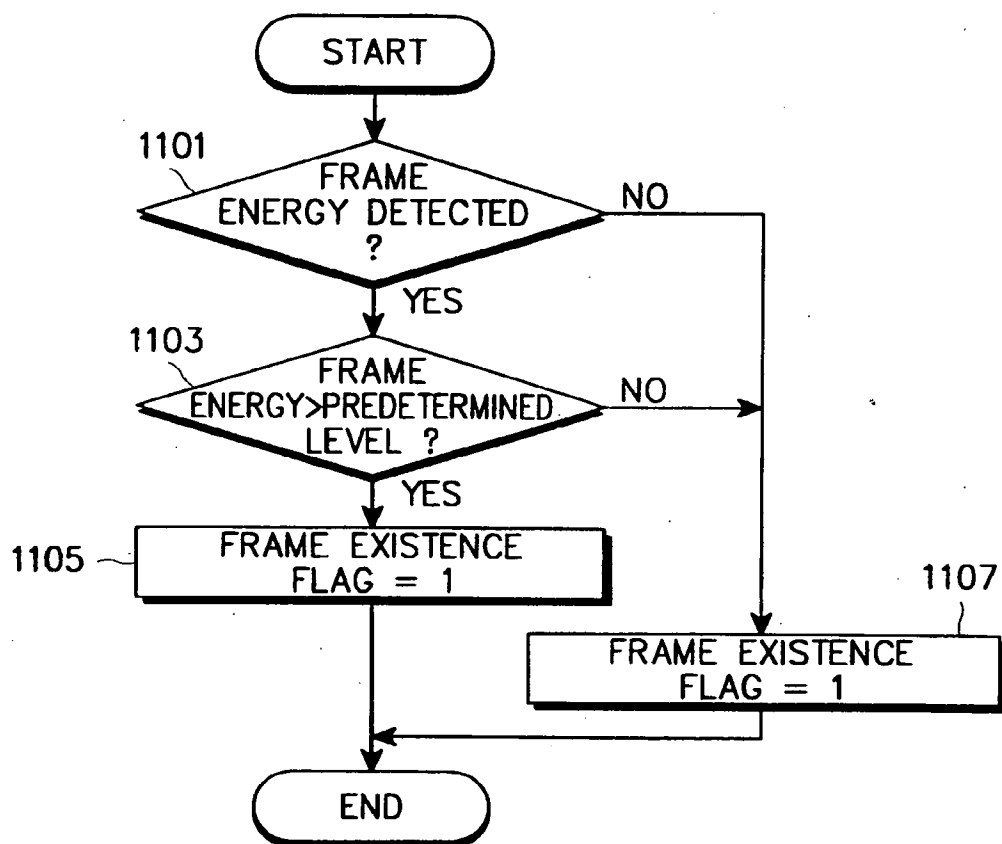 START
1101
FRAME
ENERGY DETECTED
?
NO
YES
1103
FRAME
ENERGY>PREDETERMINED
LEVEL ?
NO
YES
1105
FRAME EXISTENCE
FLAG = 1
1107
FRAME EXISTENCE
FLAG = 1
END